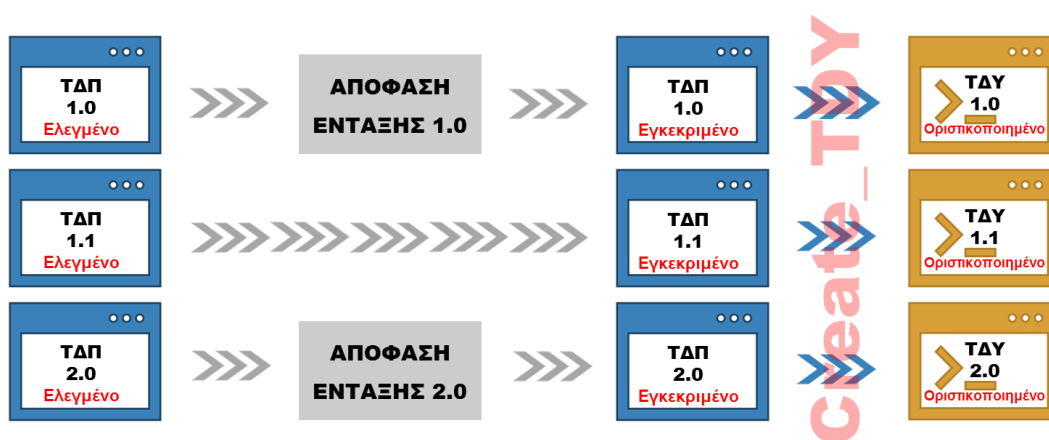 ΤΔΠ
1.0
Ελεγμένο
ΑΠΟΦΑΣΗ
ΕΝΤΑΞΗΣ 1.0
ΤΔΠ
1.0
Εγκεκριμένο
ΤΔΥ
1.0
Οριστικοποιημένο
ΤΔΠ
1.1
Ελεγμένο
ΤΔΠ
1.1
Εγκεκριμένο
ΤΔΥ
1.1
Οριστικοποιημένο
ΤΔΠ
2.0
Ελεγμένο
ΑΠΟΦΑΣΗ
ΕΝΤΑΞΗΣ 2.0
ΤΔΠ
2.0
Εγκεκριμένο
ΤΔΥ
2.0
Οριστικοποιημένο
Create_TDY